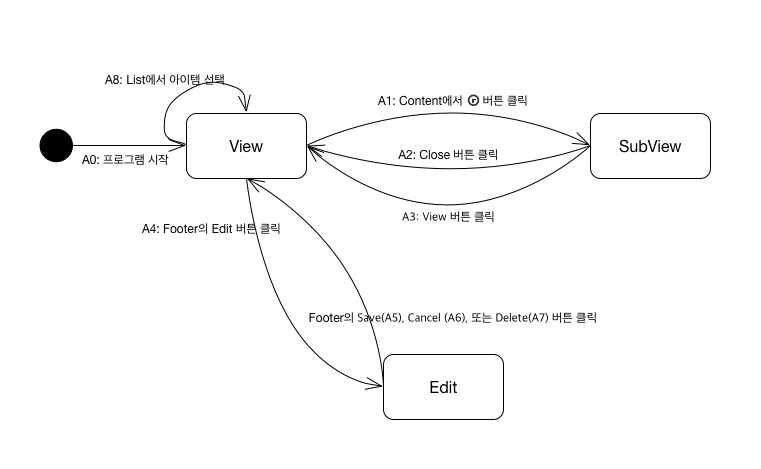 A8: List에서 아이템 선택
A1: Content에서 ⓡ 버튼 클릭
View
SubView
A0: 프로그램 시작
A2: Close 버튼 클릭
A3: View 버튼 클릭
A4: Footer의 Edit 버튼 클릭
Footer의 Save(A5), Cancel (A6), 또는 Delete(A7) 버튼 클릭
Edit